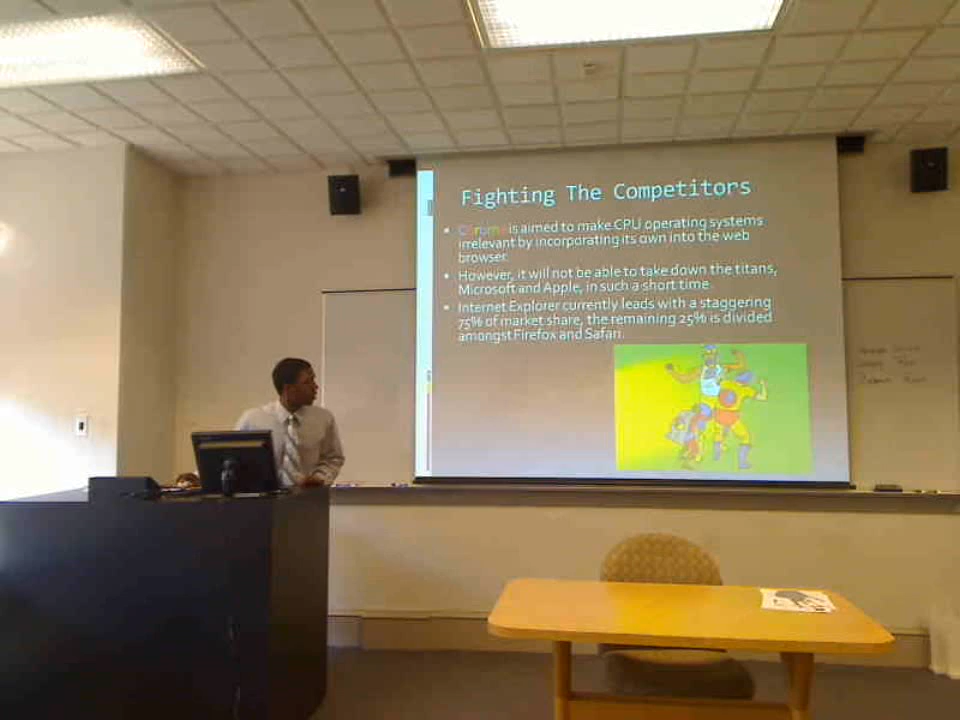 Fighting The Competitors
Chrome is aimed to make CPU operating systems
irrelevant by incorporating its own into the web
browser.
However, it will not be able to take down the titans,
Microsoft and Apple, in such a short time.
Internet Explorer currently leads with a staggering
75% of market share, the remaining 25% is divided
amongst Firefox and Safari.